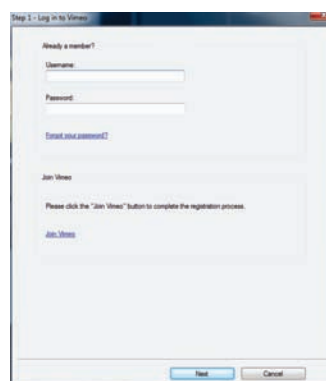 Step 1 - Log in to Vimeo
Already a member?
Username:
Password:
Forgot your password?
Join Vimeo
Please click the "Join Vimeo" button to complete the registration process.
Join Vimeo
Next
Cancel